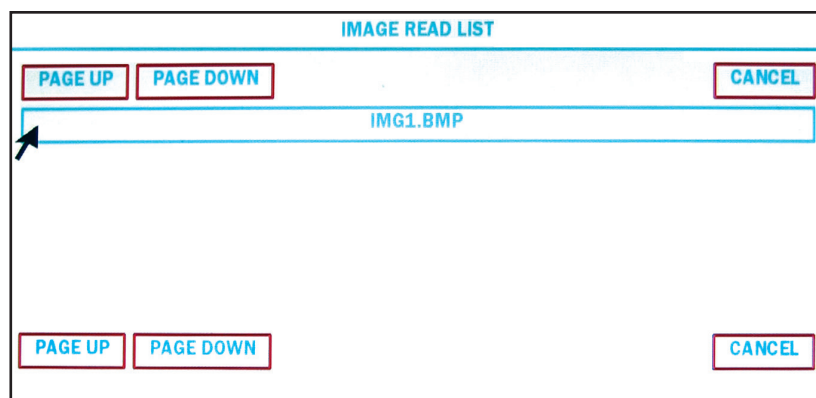 IMAGE READ LIST
PAGE UP PAGE DOWN CANCEL
IMG1.BMP
PAGE UP PAGE DOWN CANCEL